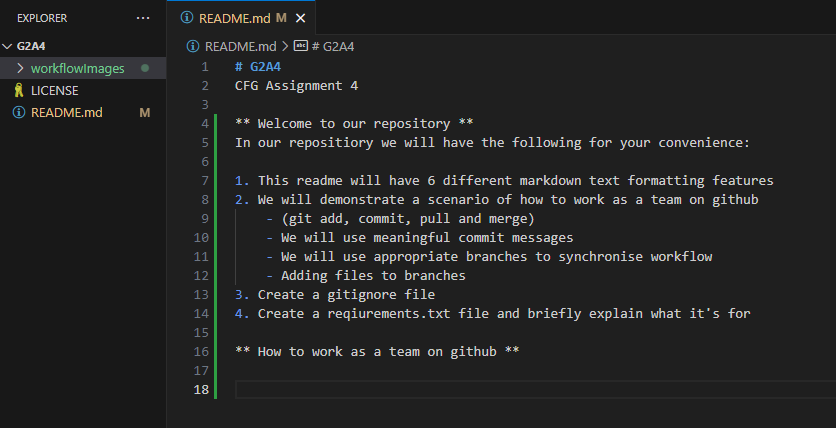 EXPLORER ...
G2A4
workflowImages
LICENSE
README.md M
README.md M
README.md > # G2A4
1 # G2A4
2 CFG Assignment 4
3
4 ** Welcome to our repository **
5 In our repositiory we will have the following for your convenience:
6
7 1. This readme will have 6 different markdown text formatting features
8 2. We will demonstrate a scenario of how to work as a team on github
9 - (git add, commit, pull and merge)
10 - We will use meaningful commit messages
11 - We will use appropriate branches to synchronise workflow
12 - Adding files to branches
13 3. Create a gitignore file
14 4. Create a reqiurements.txt file and briefly explain what it's for
15
16 ** How to work as a team on github **
17
18